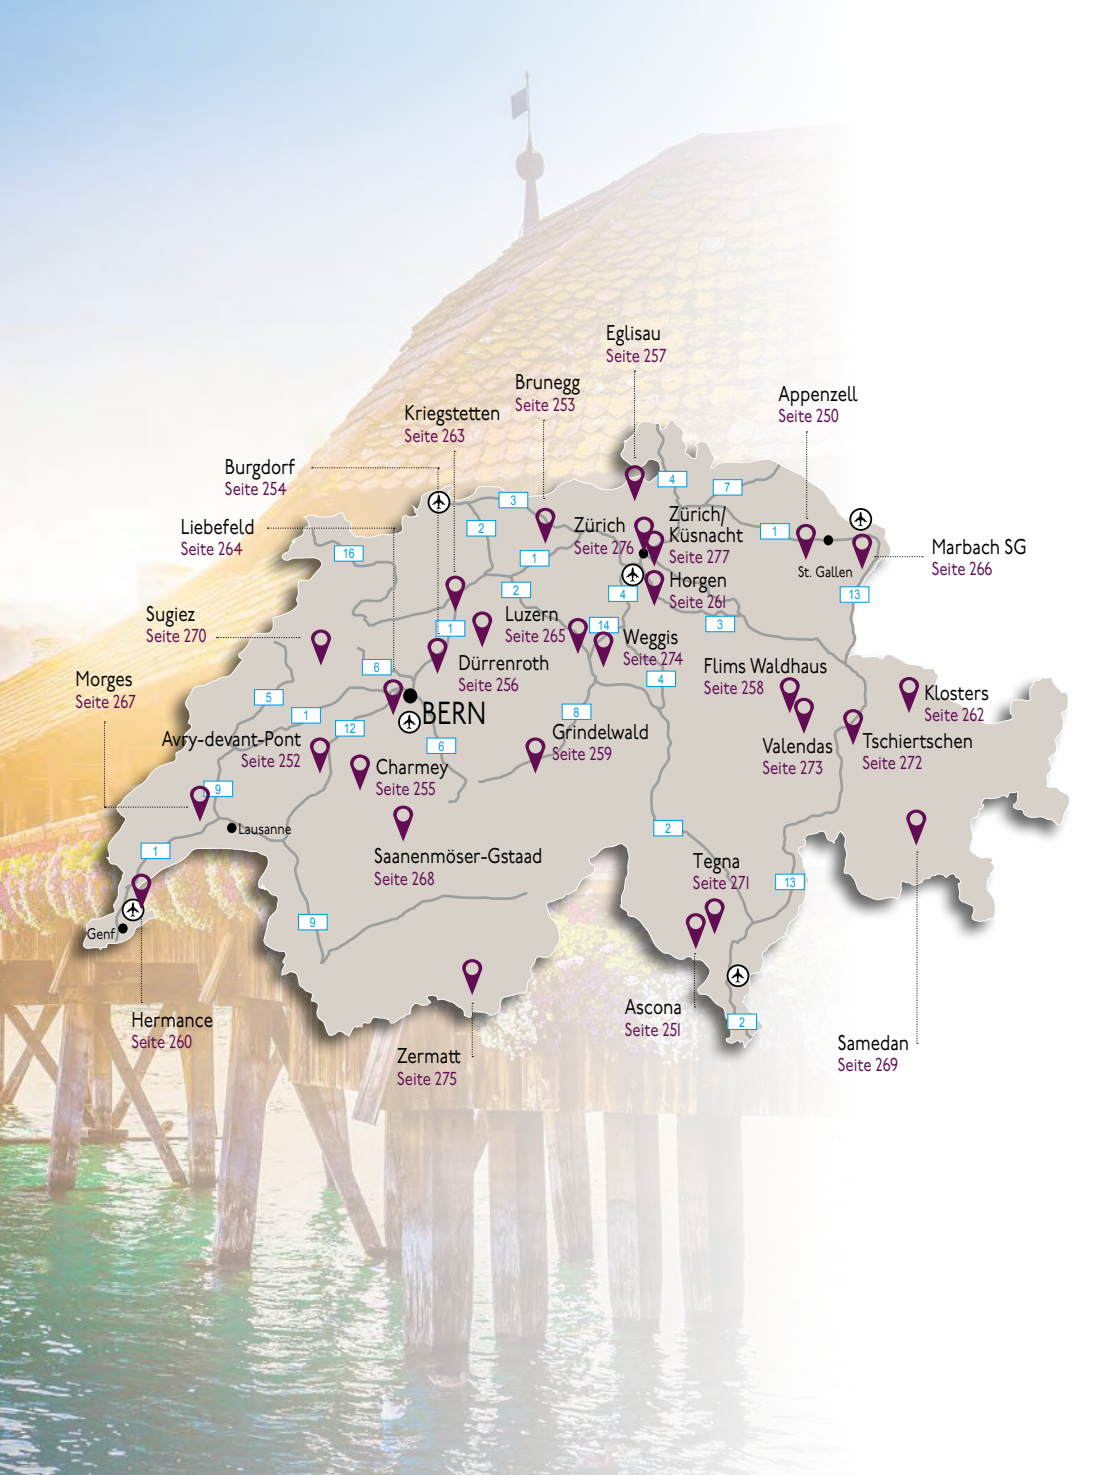 Eglisau
Seite 257
Brunegg
Seite 253
Appenzell
Seite 250
Kriegstetten
Seite 263
Burgdorf
Seite 254
Liebefeld
Seite 264
Zürich
Seite 276
Zürich/
Küsnacht
Seite 277
Marbach SG
Seite 266
St. Gallen
Horgen
Seite 261
Sugiez
Seite 270
Luzern
Seite 265
Weggis
Seite 274
Dürrenroth
Seite 256
Flims Waldhaus
Seite 258
Morges
Seite 267
Klosters
Seite 262
BERN
Avry-devant-Pont
Seite 252
Grindelwald
Seite 259
Valendas
Seite 273
Tschiertschen
Seite 272
Charmey
Seite 255
Lausanne
Saanenmöser-Gstaad
Seite 268
Tegna
Seite 271
Genf
Hermance
Seite 260
Ascona
Seite 251
Zermatt
Seite 275
Samedan
Seite 269
4
7
3
2
1
1
16
2
4
13
14
3
1
6
4
5
1
8
12
6
9
2
1
13
9
2